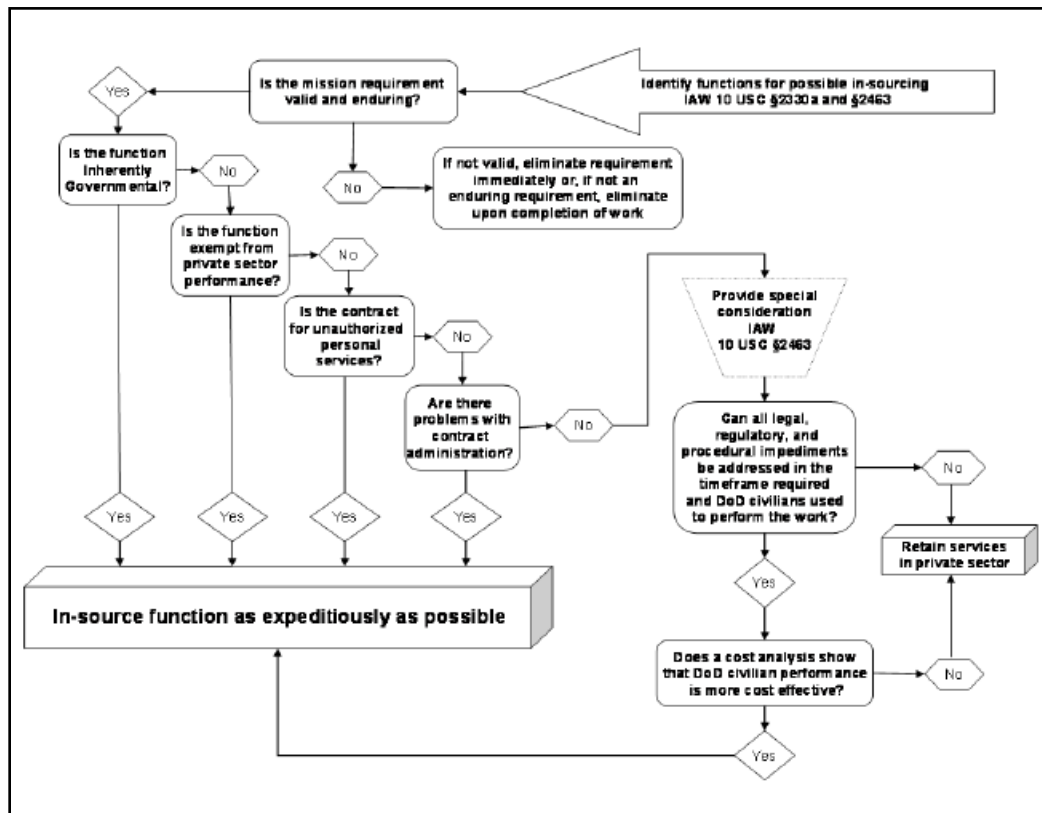 Identify functions for possible in-sourcing
IAW 10 USC §2330a and §2463
Is the mission requirement
valid and enduring?
Yes
No
If not valid, eliminate requirement
immediately or, if not an
enduring requirement, eliminate
upon completion of work
Is the function
Inherently
Governmental?
No
Is the function
exempt from
private sector
performance?
No
Is the contract
for unauthorized
personal
services?
No
Are there
problems with
contract
administration?
No
Provide special
consideration
IAW
10 USC §2463
Can all legal,
regulatory, and
procedural impediments
be addressed in the
timeframe required
and DoD civilians used
to perform the work?
No
Yes
Yes
Yes
Yes
Retain services
in private sector
Yes
In-source function as expeditiously as possible
Does a cost analysis show
that DoD civilian performance
is more cost effective?
No
Yes